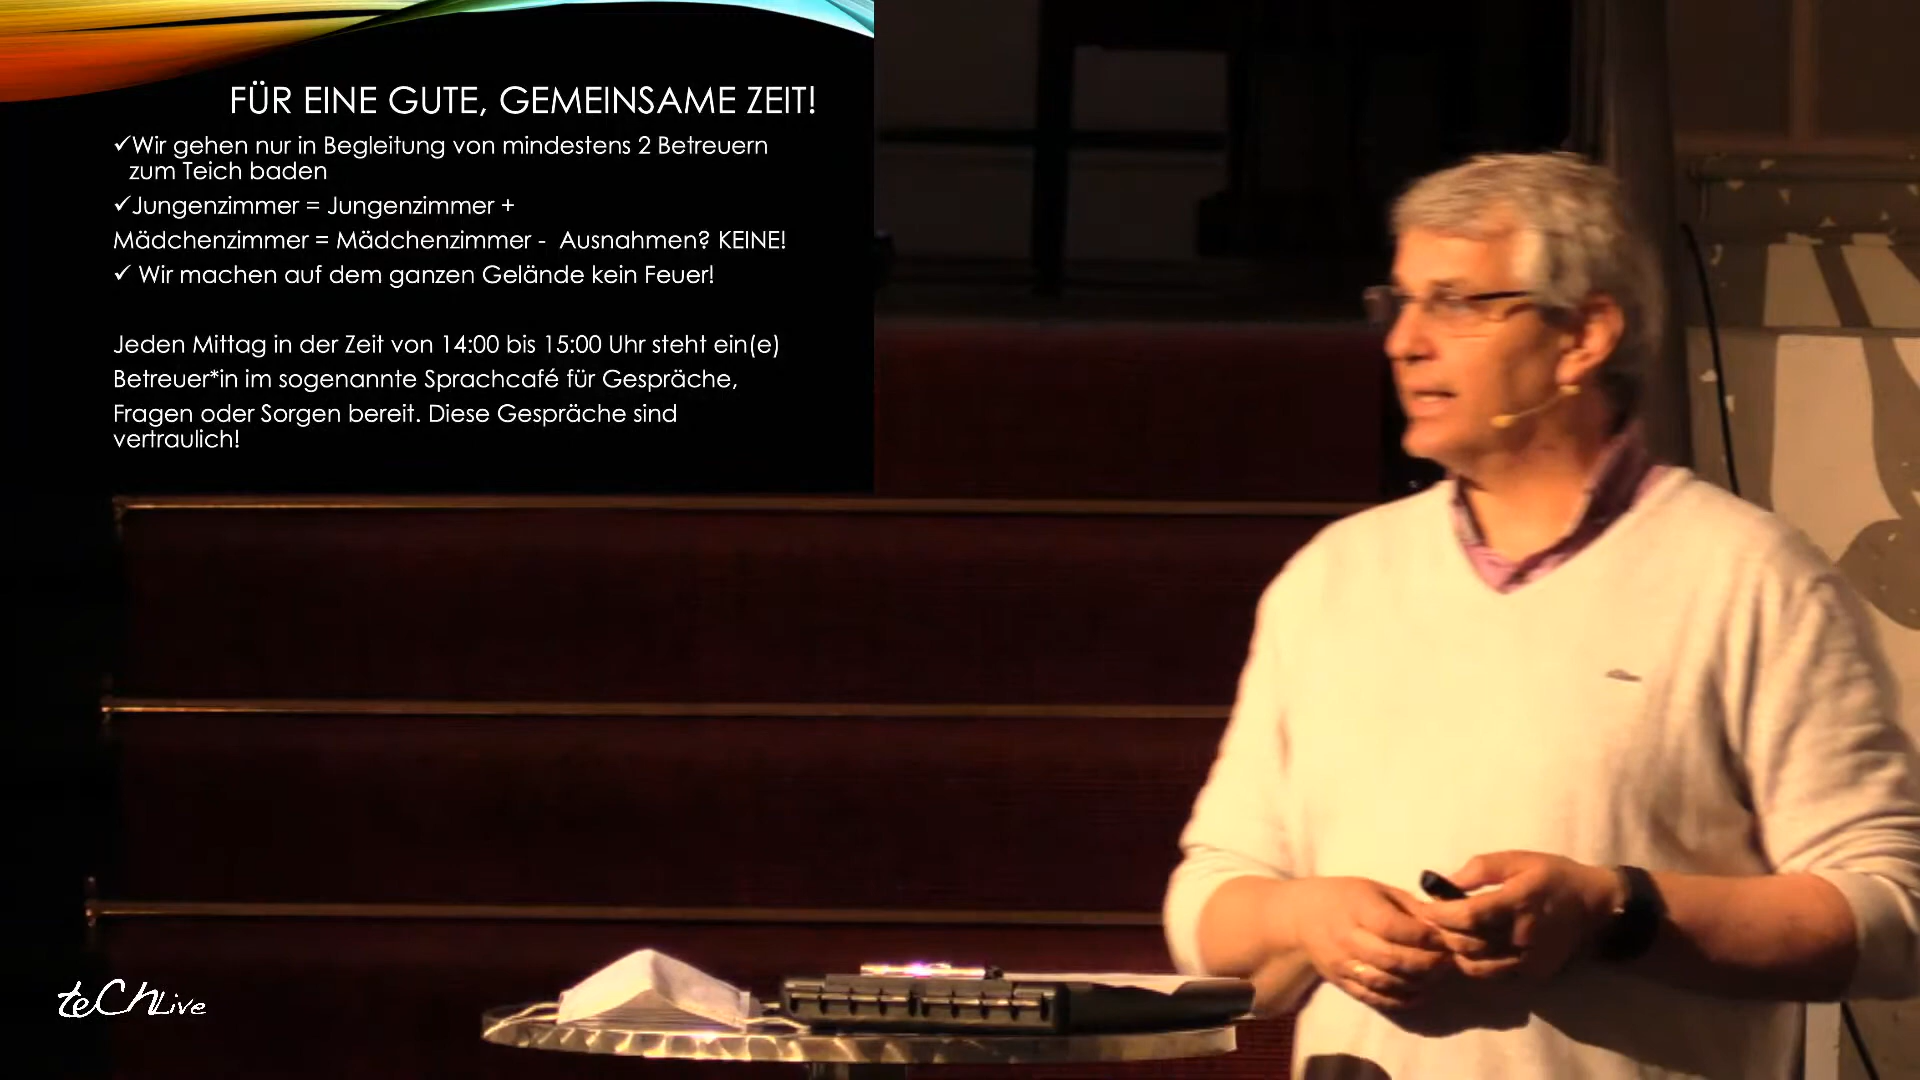 FÜR EINE GUTE, GEMEINSAME ZEIT!
✓Wir gehen nur in Begleitung von mindestens 2 Betreuern
zum Teich baden
✓Jungenzimmer = Jungenzimmer +
Mädchenzimmer = Mädchenzimmer - Ausnahmen? KEINE!
✓ Wir machen auf dem ganzen Gelände kein Feuer!
Jeden Mittag in der Zeit von 14:00 bis 15:00 Uhr steht ein(e)
Betreuer*in im sogenannte Sprachcafé für Gespräche,
Fragen oder Sorgen bereit. Diese Gespräche sind
vertraulich!
teCh Live